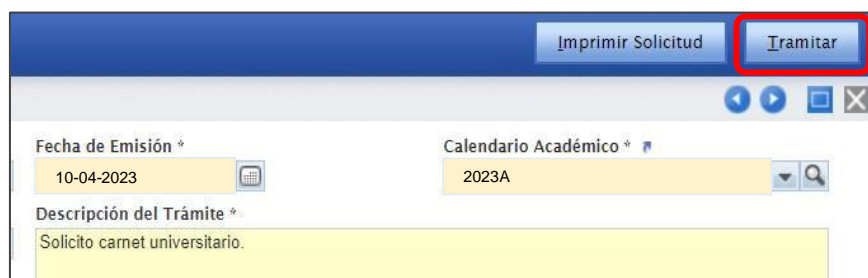 Imprimir Solicitud Tramitar
Fecha de Emisión * Calendario Académico *
10-04-2023 2023A
Descripción del Trámite *
Solicito carnet universitario.